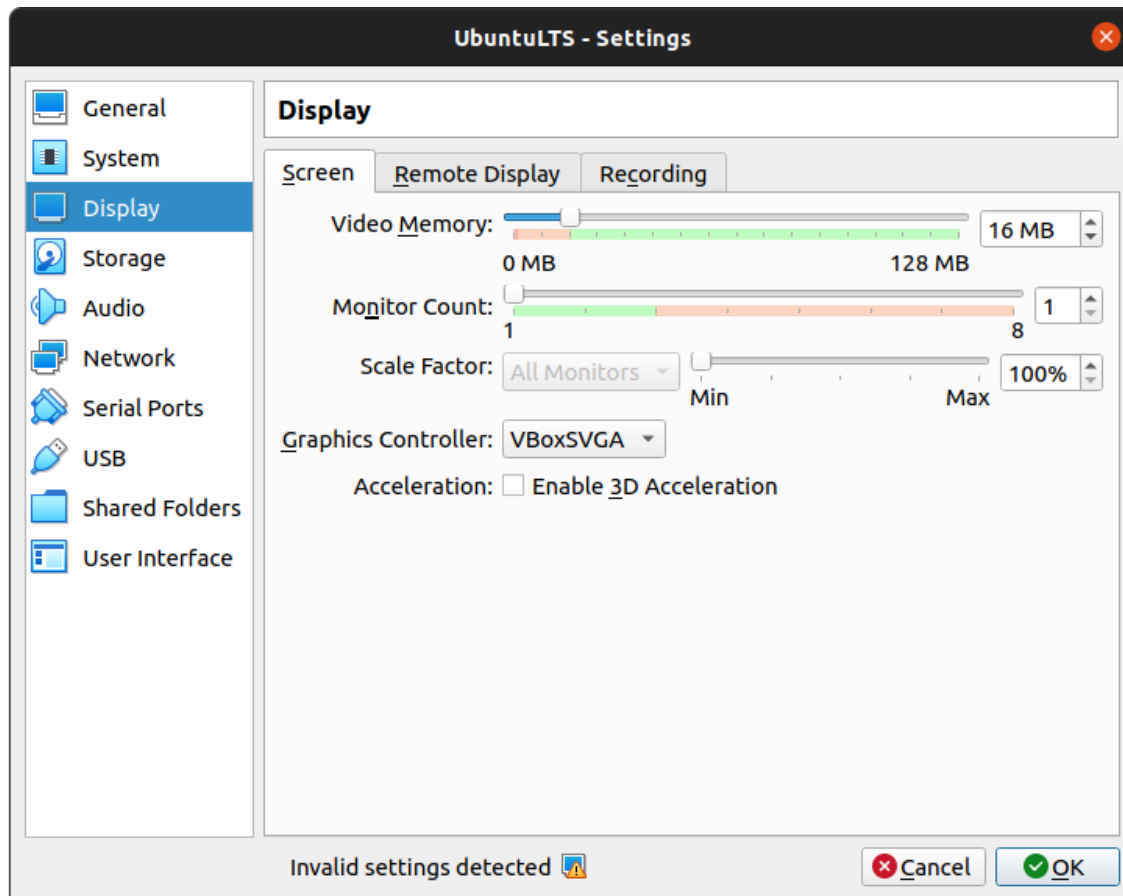 UbuntuLTS - Settings
General
System
Display
Storage
Audio
Network
Serial Ports
USB
Shared Folders
User Interface
Display
Screen
Remote Display
Recording
Video Memory:
16 MB
0 MB
128 MB
Monitor Count:
1
1
8
Scale Factor:
All Monitors
100%
Min
Max
Graphics Controller:
VBoxSVGA
Acceleration:
Enable 3D Acceleration
Invalid settings detected
Cancel
OK